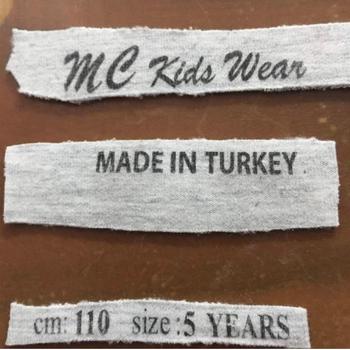 MC Kids Wear
MADE IN TURKEY
cm: 110 size: 5 YEARS